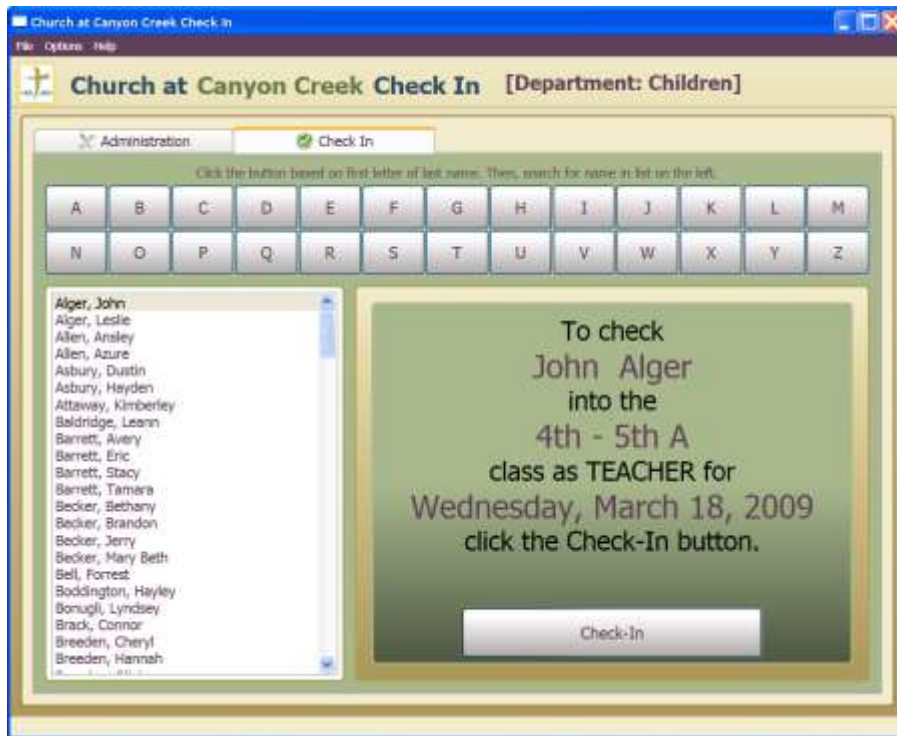 Church at Canyon Creek Check In
File Options Help
Church at Canyon Creek Check In [Department: Children]
Administration Check In
Click the button based on first letter of last name. Then, search for name in list on the left.
A B C D E F G H I J K L M
N O P Q R S T U V W X Y Z
Alger, John
Alger, Leslie
Allen, Ansley
Allen, Azure
Asbury, Dustin
Asbury, Hayden
Attaway, Kimberley
Baldridge, Leann
Barrett, Avery
Barrett, Eric
Barrett, Stacy
Barrett, Tamara
Becker, Bethany
Becker, Brandon
Becker, Jerry
Becker, Mary Beth
Bell, Forrest
Boddington, Hayley
Bonugli, Lyndsey
Brack, Connor
Breeden, Cheryl
Breeden, Hannah
To check
John Alger
into the
4th - 5th A
class as TEACHER for
Wednesday, March 18, 2009
click the Check-In button.
Check-In